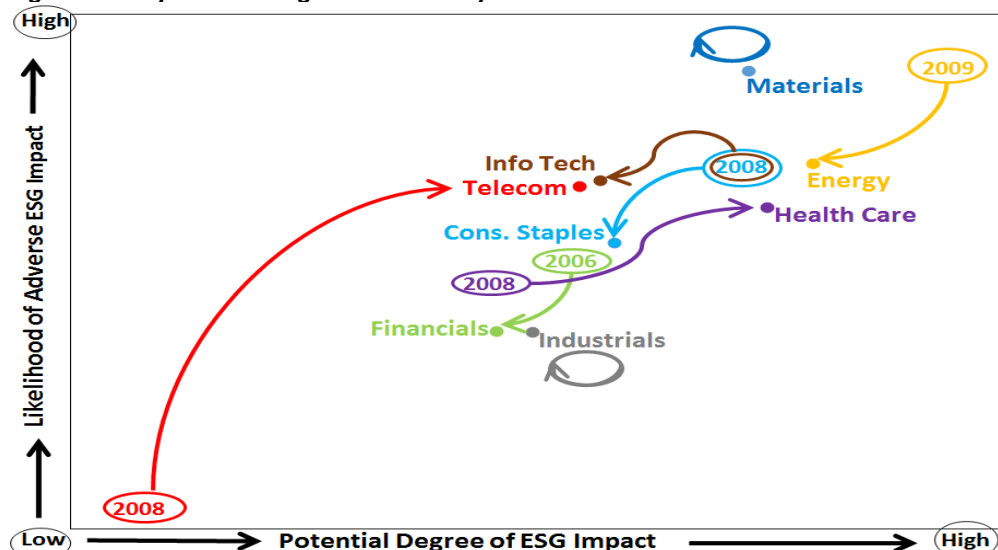 High
Likelihood of Adverse ESG Impact
Materials
2009
Info Tech
2008
Telecom
Energy
Health Care
Cons. Staples
2006
2008
Financials
Industrials
2008
Low
Potential Degree of ESG Impact
High